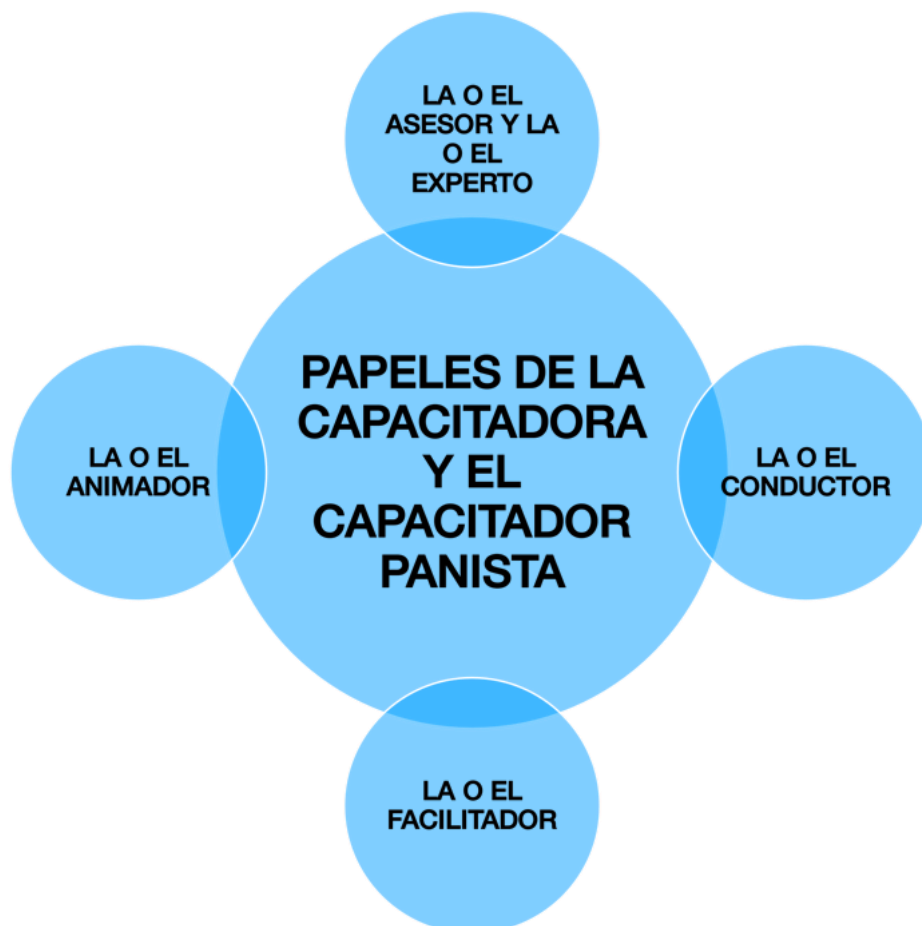 LA O EL
ASESOR Y LA
O EL
EXPERTO
PAPELES DE LA
CAPACITADORA
Y EL
CAPACITADOR
PANISTA
LA O EL
ANIMADOR
LA O EL
CONDUCTOR
LA O EL
FACILITADOR